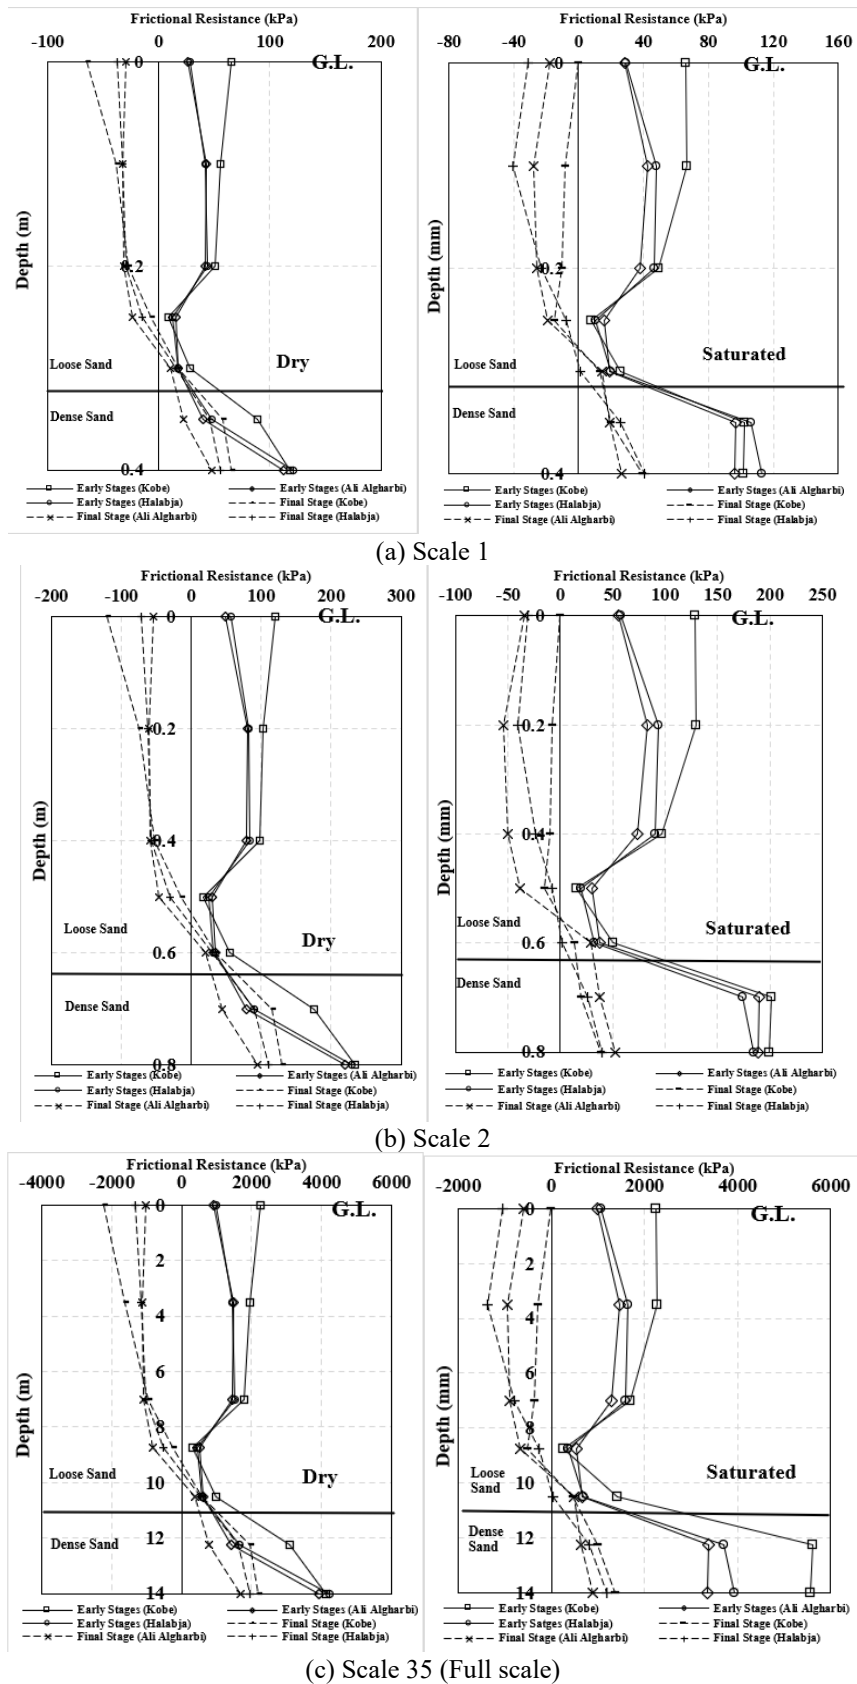 Frictional Resistance (kPa)
-100 0 100 200
0 G.L.
0.2
Depth (m)
Loose Sand
Dry
Dense Sand
0.4
Early Stages (Kobe) Early Stages (Ali Algharbi)
Early Stages (Halabja) Final Stage (Kobe)
Final Stage (Ali Algharbi) Final Stage (Halabja)
Frictional Resistance (kPa)
-80 -40 0 40 80 120 160
0 G.L.
0.2
Depth (mm)
Loose Sand
Saturated
Dense Sand
0.4
Early Stages (Kobe) Early Stages (Ali Algharbi)
Early Stages (Halabja) Final Stage (Kobe)
Final Stage (Ali Algharbi) Final Stage (Halabja)
(a) Scale 1
Frictional Resistance (kPa)
-200 -100 0 100 200 300
0 G.L.
0.2
0.4
Depth (m)
Loose Sand
Dry
0.6
Dense Sand
0.8
Early Stages (Kobe) Early Stages (Ali Algharbi)
Early Stages (Halabja) Final Stage (Kobe)
Final Stage (Ali Algharbi) Final Stage (Halabja)
Frictional Resistance (kPa)
-100 -50 0 50 100 150 200 250
0 G.L.
0.2
0.4
Depth (mm)
Loose Sand
Saturated
0.6
Dense Sand
0.8
Early Stages (Kobe) Early Stages (Ali Algharbi)
Early Stages (Halabja) Final Stage (Kobe)
Final Stage (Ali Algharbi) Final Stage (Halabja)
(b) Scale 2
Frictional Resistance (kPa)
-4000 -2000 0 2000 4000 6000
0 G.L.
2
4
6
Depth (m)
8
Loose Sand
Dry
10
Dense Sand
12
14
Early Stages (Kobe) Early Stages (Ali Algharbi)
Early Stages (Halabja) Final Stage (Kobe)
Final Stage (Ali Algharbi) Final Stage (Halabja)
Frictional Resistance (kPa)
-2000 0 2000 4000 6000
0 G.L.
2
4
6
Depth (mm)
8
Loose
Sand
Saturated
10
Dense
Sand
12
14
Early Stages (Kobe) Early Stages (Ali Algharbi)
Early Satges (Halabja) Final Stage (Kobe)
Final Stage (Ali Algharbi) Final Stage (Halabja)
(c) Scale 35 (Full scale)